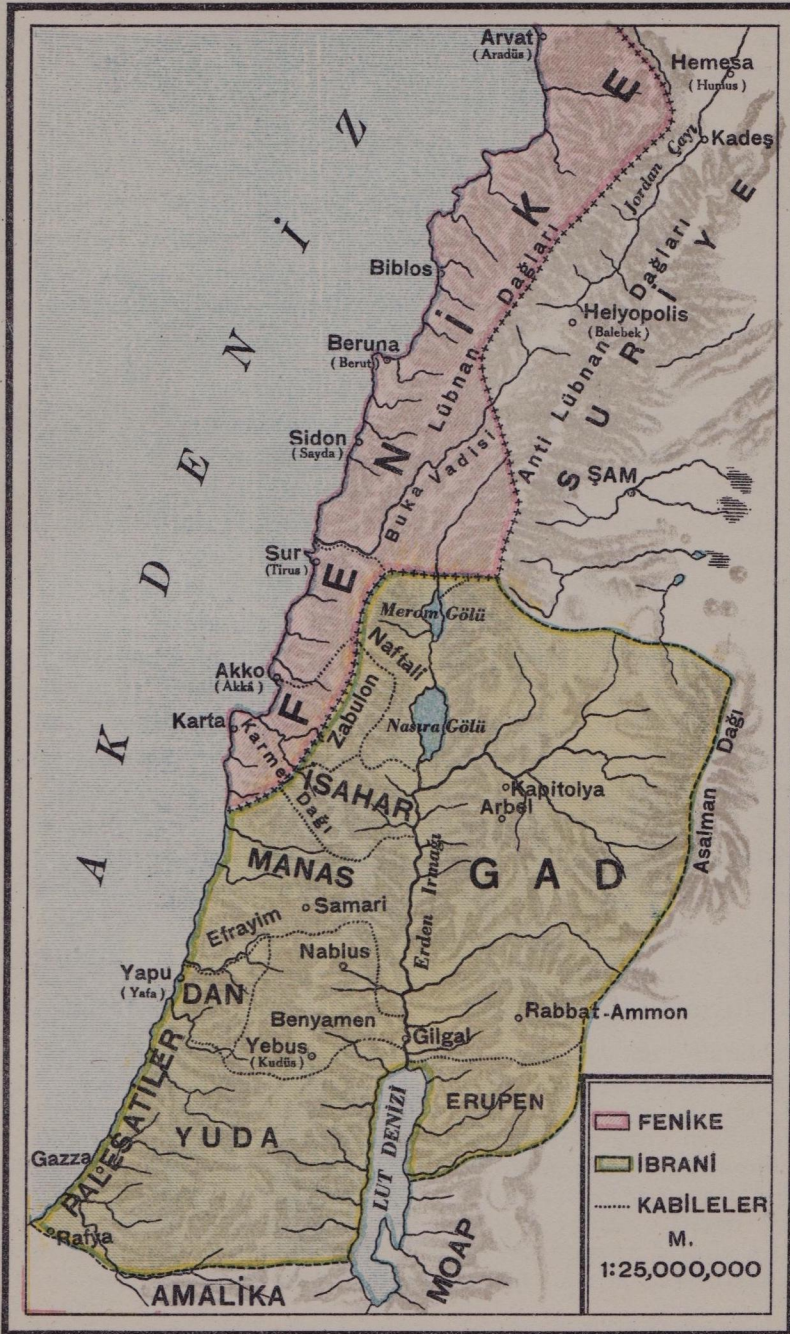 Arvat
(Aradüs)
Hemesa
(Humus)
Kadeş
Jordan Çayı
AKDENİZ
FENİKE
SURİYE
Biblos
Lübnan Dağları
Helyopolis
(Balebek)
Anti Lübnan Dağları
Beruna
(Berut)
Sidon
(Sayda)
Buka Vadisi
ŞAM
Sur
(Tirus)
Merom Gölü
Naftali
Akko
(Akkâ)
Zabulon
Karta
Karmel Dağı
Nasıra Gölü
İSAHAR
Kapitolya
Arbel
Asalman Dağı
MANAS
GAD
Erden Irmağı
Samari
Efrayim
Nablus
Yapu
(Yafa)
DAN
Benyamen
Gilgal
Rabbat-Ammon
Yebus
(Kudüs)
PALESATİLER
YUDA
ERUPEN
LUT DENİZİ
Gazza
Rafya
AMALİKA
MOAP
FENİKE
İBRANİ
KABİLELER
M.
1:25,000,000